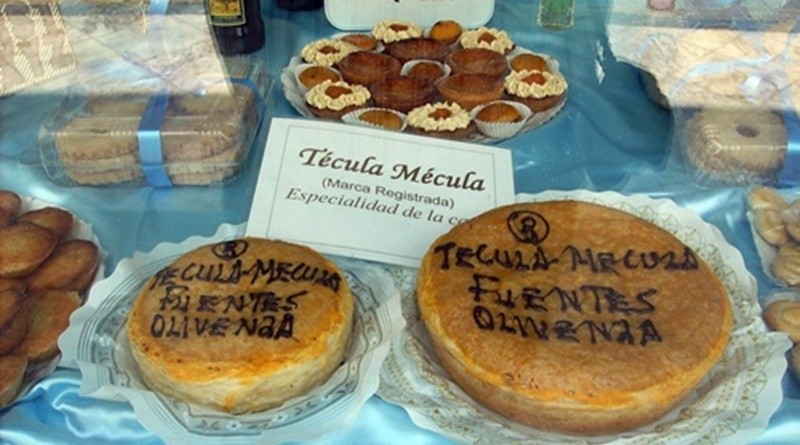 Técula Mécula
(Marca Registrada)
Especialidad de la
®
TECULA-MECULA
FUENTES
OLIVENZA
®
TECULA-MECULA
FUENTES
OLIVENZA